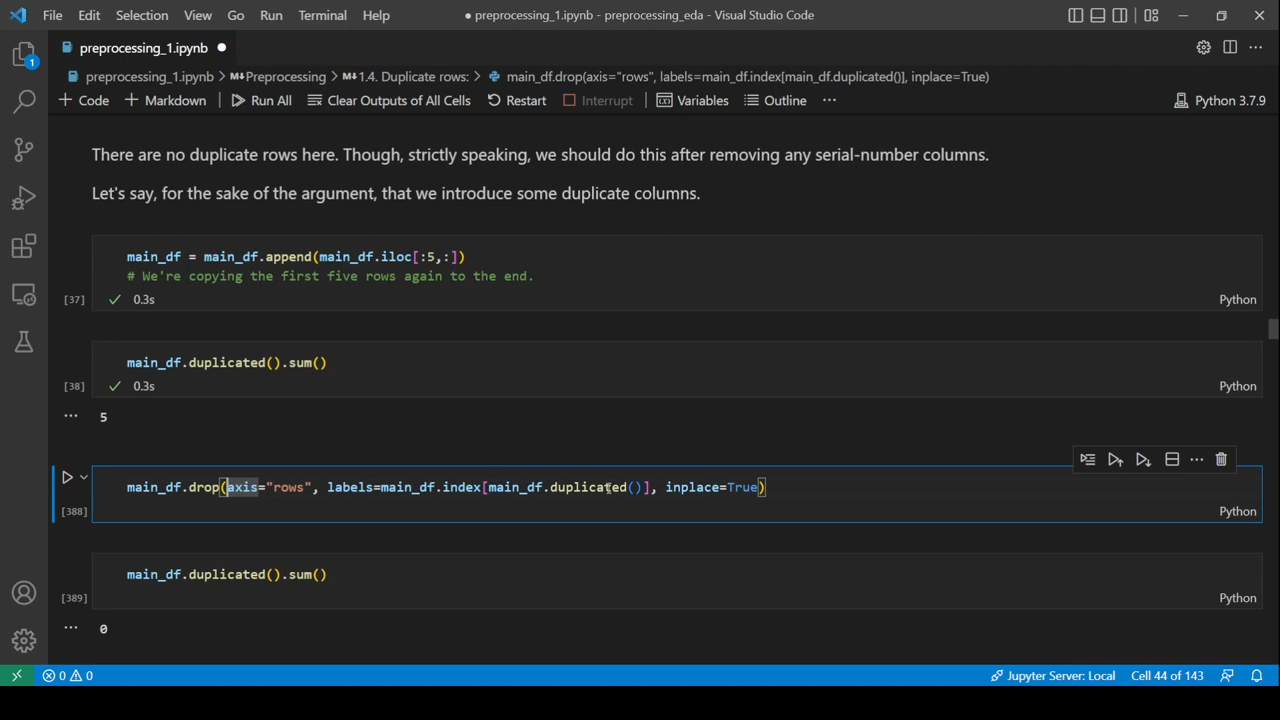 File Edit Selection View Go Run Terminal Help ● preprocessing_1.ipynb - preprocessing_eda - Visual Studio Code
preprocessing_1.ipynb ●
preprocessing_1.ipynb > M↓Preprocessing > M↓1.4. Duplicate rows: > main_df.drop(axis="rows", labels=main_df.index[main_df.duplicated()], inplace=True)
+ Code + Markdown Run All Clear Outputs of All Cells Restart Interrupt Variables Outline ··· Python 3.7.9
1
There are no duplicate rows here. Though, strictly speaking, we should do this after removing any serial-number columns.
Let's say, for the sake of the argument, that we introduce some duplicate columns.
main_df = main_df.append(main_df.iloc[:5,:])
# We're copying the first five rows again to the end.
[37] ✓ 0.3s Python
main_df.duplicated().sum()
[38] ✓ 0.3s Python
··· 5
main_df.drop(axis="rows", labels=main_df.index[main_df.duplicated()], inplace=True)
[388] Python
main_df.duplicated().sum()
[389] Python
··· 0
0 0 Jupyter Server: Local Cell 44 of 143